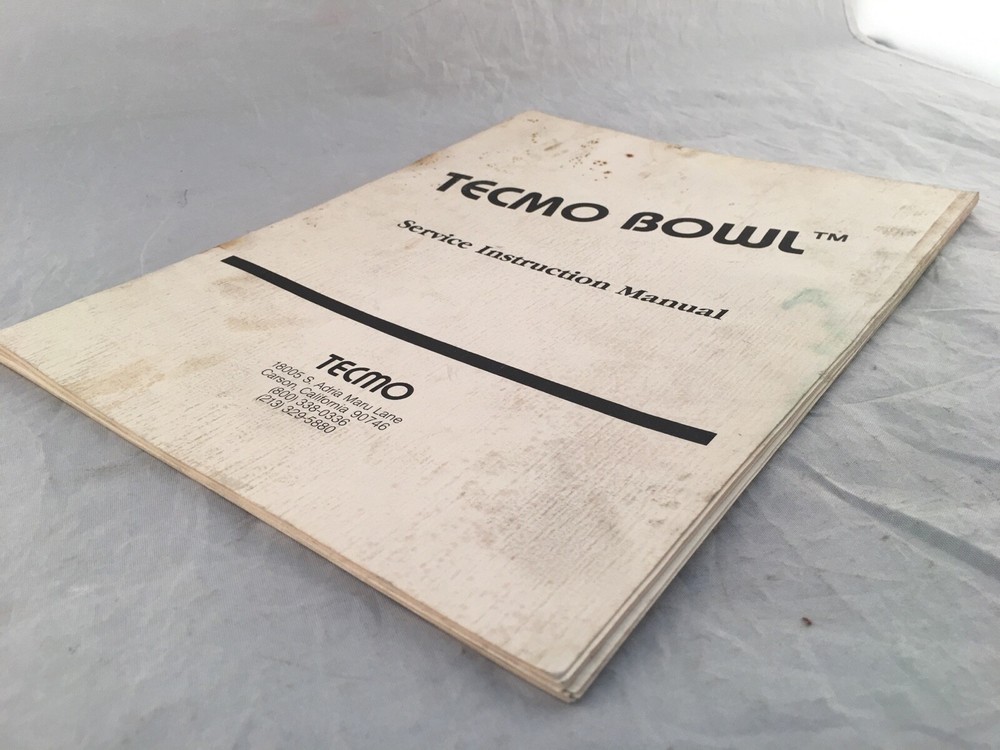 TECMO BOWL™
Service Instruction Manual
TECMO
18005 S. Adria Maru Lane
Carson, California 90746
(800) 338-0336
(213) 329-5880